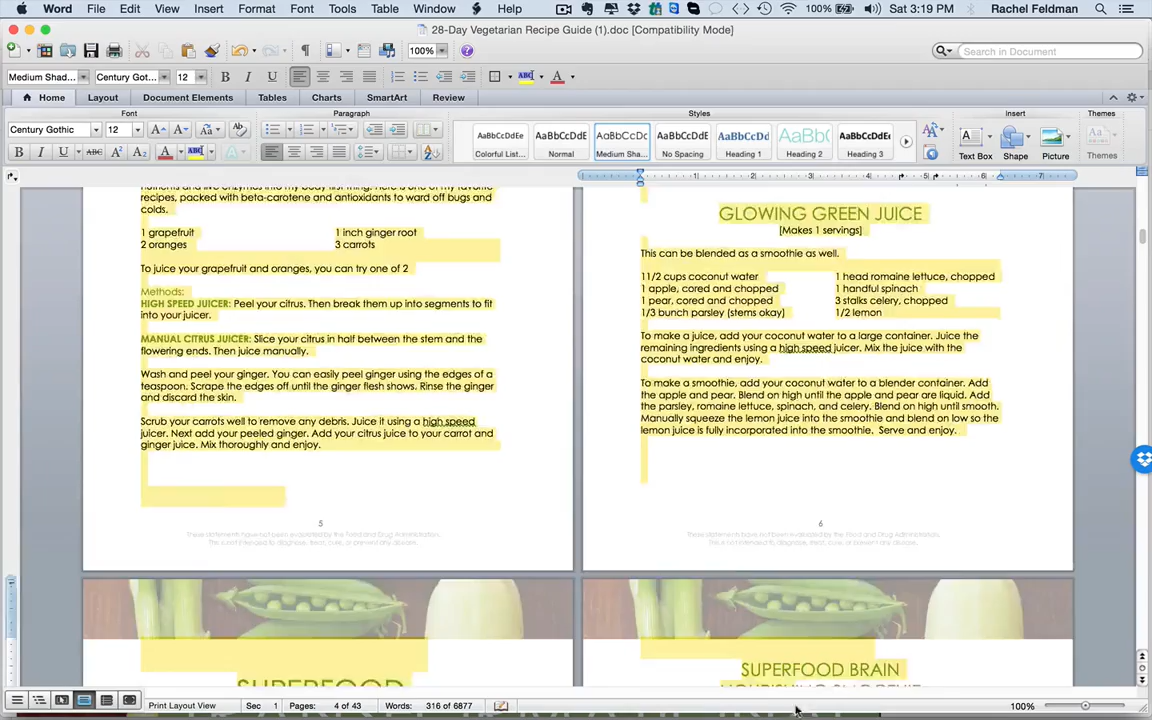 Word File Edit View Insert Format Font Tools Table Window Help 100% Sat 3:19 PM Rachel Feldman
28-Day Vegetarian Recipe Guide (1).doc [Compatibility Mode]
100% Search in Document
Medium Shad... Century Got... 12
Home Layout Document Elements Tables Charts SmartArt Review
Font Paragraph Styles Insert Themes
Century Gothic 12
AaBbCcDdEe AaBbCcDdEe AaBbCcDc AaBbCcDdEe AaBbCcDd AaBbC AaBbCcDdEe
Colorful List... Normal Medium Sha... No Spacing Heading 1 Heading 2 Heading 3 Text Box Shape Picture Themes
nutrients and live enzymes into my body first thing. Here is one of my favorite
recipes, packed with beta-carotene and antioxidants to ward off bugs and
colds.
1 grapefruit 1 inch ginger root
2 oranges 3 carrots
To juice your grapefruit and oranges, you can try one of 2
Methods:
HIGH SPEED JUICER: Peel your citrus. Then break them up into segments to fit
into your juicer.
MANUAL CITRUS JUICER: Slice your citrus in half between the stem and the
flowering ends. Then juice manually.
Wash and peel your ginger. You can easily peel ginger using the edges of a
teaspoon. Scrape the edges off until the ginger flesh shows. Rinse the ginger
and discard the skin.
Scrub your carrots well to remove any debris. Juice it using a high speed
juicer. Next add your peeled ginger. Add your citrus juice to your carrot and
ginger juice. Mix thoroughly and enjoy.
5
These statements have not been evaluated by the Food and Drug Administration.
This is not intended to diagnose, treat, cure, or prevent any disease.
GLOWING GREEN JUICE
[Makes 1 servings]
This can be blended as a smoothie as well.
11/2 cups coconut water 1 head romaine lettuce, chopped
1 apple, cored and chopped 1 handful spinach
1 pear, cored and chopped 3 stalks celery, chopped
1/3 bunch parsley (stems okay) 1/2 lemon
To make a juice, add your coconut water to a large container. Juice the
remaining ingredients using a high speed juicer. Mix the juice with the
coconut water and enjoy.
To make a smoothie, add your coconut water to a blender container. Add
the apple and pear. Blend on high until the apple and pear are liquid. Add
the parsley, romaine lettuce, spinach, and celery. Blend on high until smooth.
Manually squeeze the lemon juice into the smoothie and blend on low so the
lemon juice is fully incorporated into the smoothie. Serve and enjoy.
6
These statements have not been evaluated by the Food and Drug Administration.
This is not intended to diagnose, treat, cure, or prevent any disease.
SUPERFOOD
SUPERFOOD BRAIN
NOURISHING SMOOTHIE
Print Layout View Sec 1 Pages: 4 of 43 Words: 316 of 6877 100%